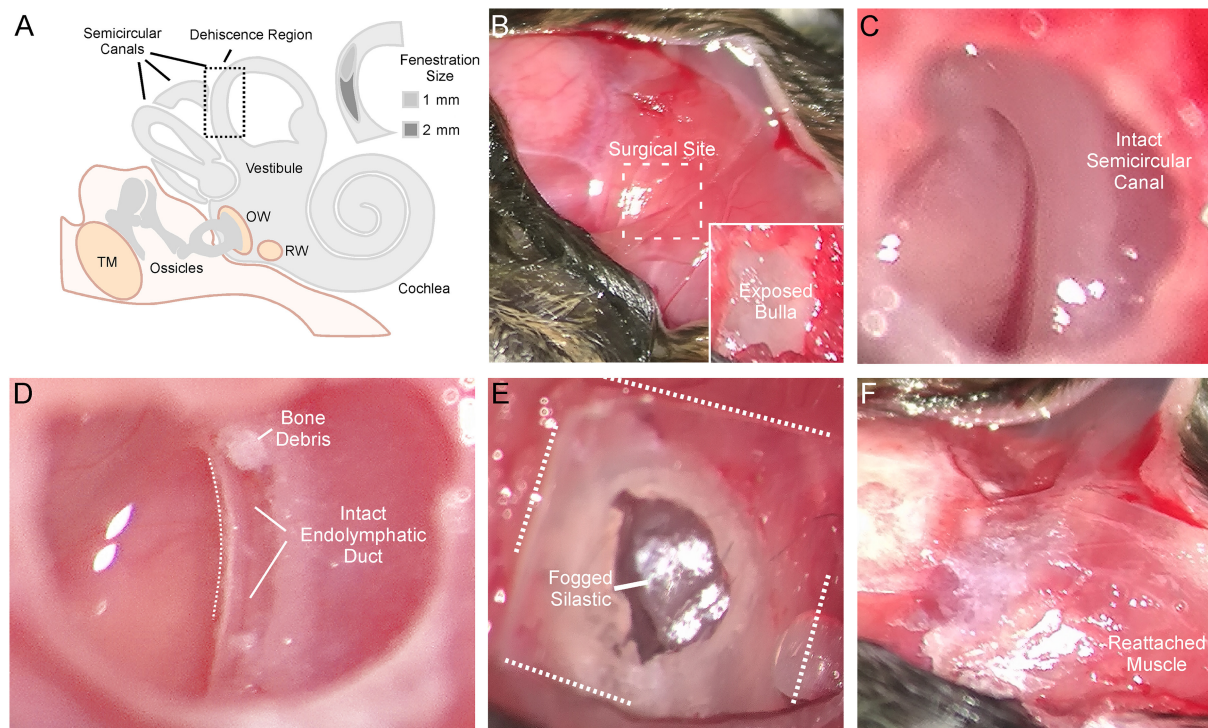 A
Semicircular
Canals
Dehiscence Region
Fenestration
Size
1 mm
2 mm
Vestibule
OW
RW
TM
Ossicles
Cochlea
B
Surgical Site
Exposed
Bulla
C
Intact
Semicircular
Canal
D
Bone
Debris
Intact
Endolymphatic
Duct
E
Fogged
Silastic
F
Reattached
Muscle